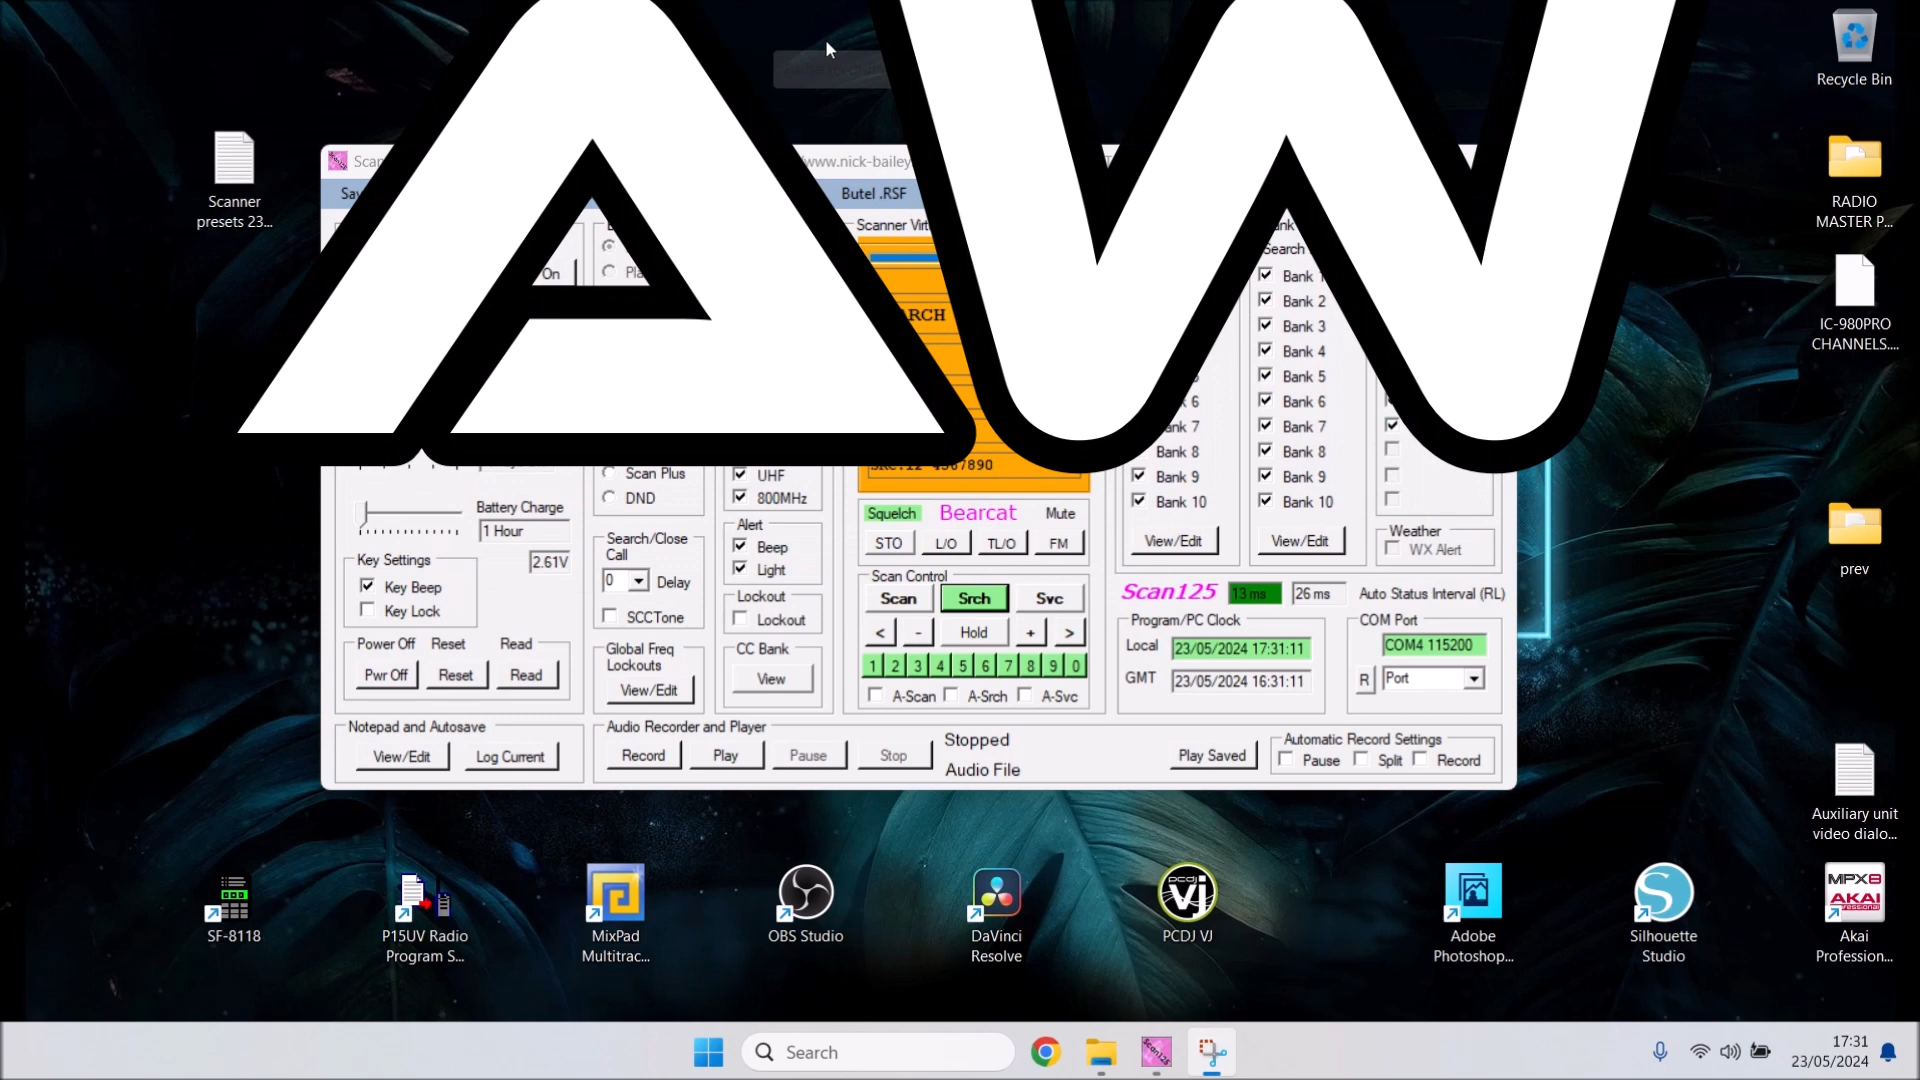 AW
Recycle Bin
Scanner
presets 23...
RADIO
MASTER P...
IC-980PRO
CHANNELS....
prev
Auxiliary unit
video dialo...
www.nick-bailey
Butel .RSF
Scanner Virt
On
Search
ARCH
Bank 2
Bank 3
Bank 4
Bank 5
Bank 6
Bank 7
Bank 8
Bank 9
Bank 10
Bank 8
Bank 9
Bank 10
View/Edit
View/Edit
Weather
WX Alert
Scan Plus
DND
UHF
800MHz
Battery Charge
1 Hour
2.61V
Key Settings
Key Beep
Key Lock
Search/Close
Call
0
Delay
SCCTone
Alert
Beep
Light
Lockout
Lockout
Squelch
Bearcat
Mute
STO
L/O
TL/O
FM
Scan Control
Scan
Srch
Svc
<
-
Hold
+
>
1 2 3 4 5 6 7 8 9 0
A-Scan
A-Srch
A-Svc
Power Off
Reset
Read
Pwr Off
Reset
Read
Global Freq
Lockouts
View/Edit
CC Bank
View
Scan125
13 ms
26 ms
Auto Status Interval (RL)
Program/PC Clock
Local
23/05/2024 17:31:11
GMT
23/05/2024 16:31:11
COM Port
COM4 115200
R
Port
Notepad and Autosave
View/Edit
Log Current
Audio Recorder and Player
Record
Play
Pause
Stop
Stopped
Audio File
Play Saved
Automatic Record Settings
Pause
Split
Record
SF-8118
P15UV Radio
Program S...
MixPad
Multitrac...
OBS Studio
DaVinci
Resolve
pcdj
vj
PCDJ VJ
Adobe
Photoshop...
Silhouette
Studio
MPX8
AKAI
professional
Akai
Profession...
Search
Scan125
17:31
23/05/2024